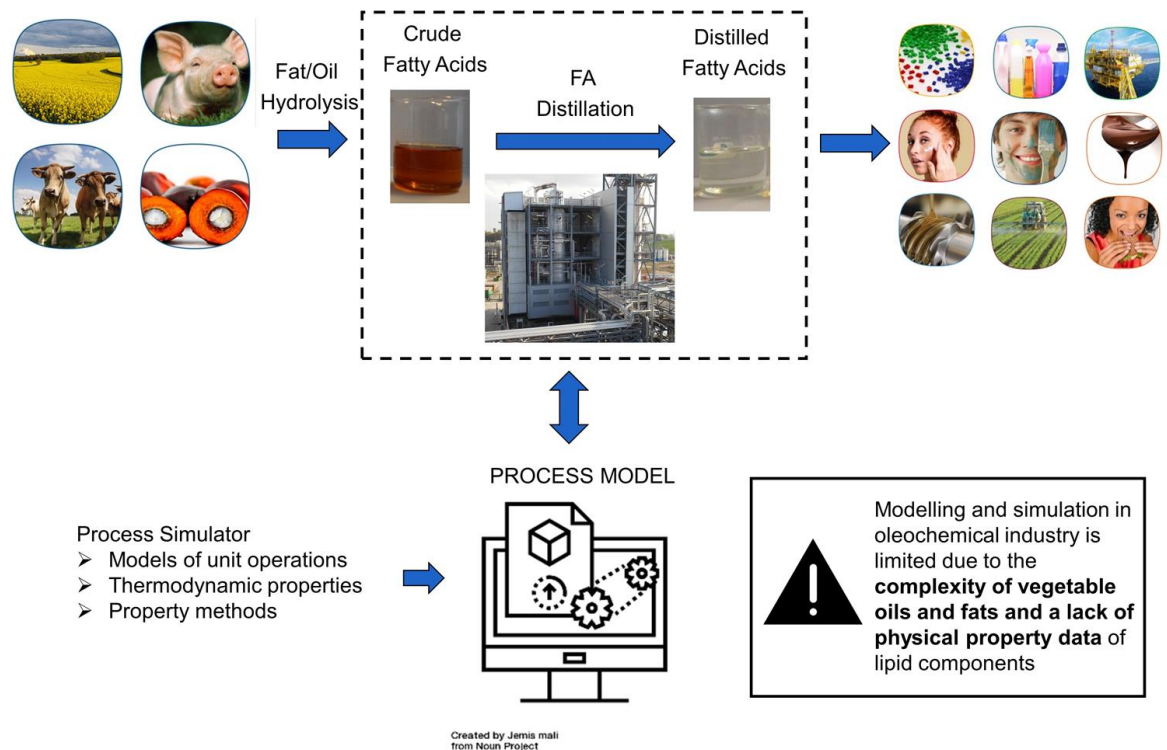 Fat/Oil
Hydrolysis
Crude
Fatty Acids
FA
Distillation
Distilled
Fatty Acids
PROCESS MODEL
Process Simulator
➢ Models of unit operations
➢ Thermodynamic properties
➢ Property methods
Modelling and simulation in
oleochemical industry is
limited due to the
complexity of vegetable
oils and fats and a lack of
physical property data of
lipid components
Created by Jemis mali
from Noun Project